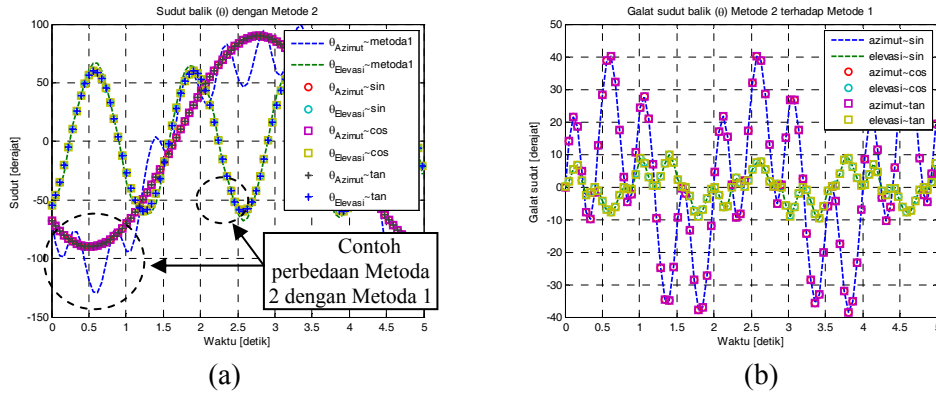 Sudut balik (θ) dengan Metode 2
Sudut [derajat]
100
50
0
-50
-100
-150
0
0.5
1
1.5
2
2.5
3
3.5
4
4.5
5
Waktu [detik]
θAzimut~metoda1
θElevasi~metoda1
θAzimut~sin
θElevasi~sin
θAzimut~cos
θElevasi~cos
θAzimut~tan
θElevasi~tan
Contoh
perbedaan Metoda
2 dengan Metoda 1
(a)
Galat sudut balik (θ) Metode 2 terhadap Metode 1
Galat sudut [derajat]
50
40
30
20
10
0
-10
-20
-30
-40
0
0.5
1
1.5
2
2.5
3
3.5
4
4.5
5
Waktu [detik]
azimut~sin
elevasi~sin
azimut~cos
elevasi~cos
azimut~tan
elevasi~tan
(b)